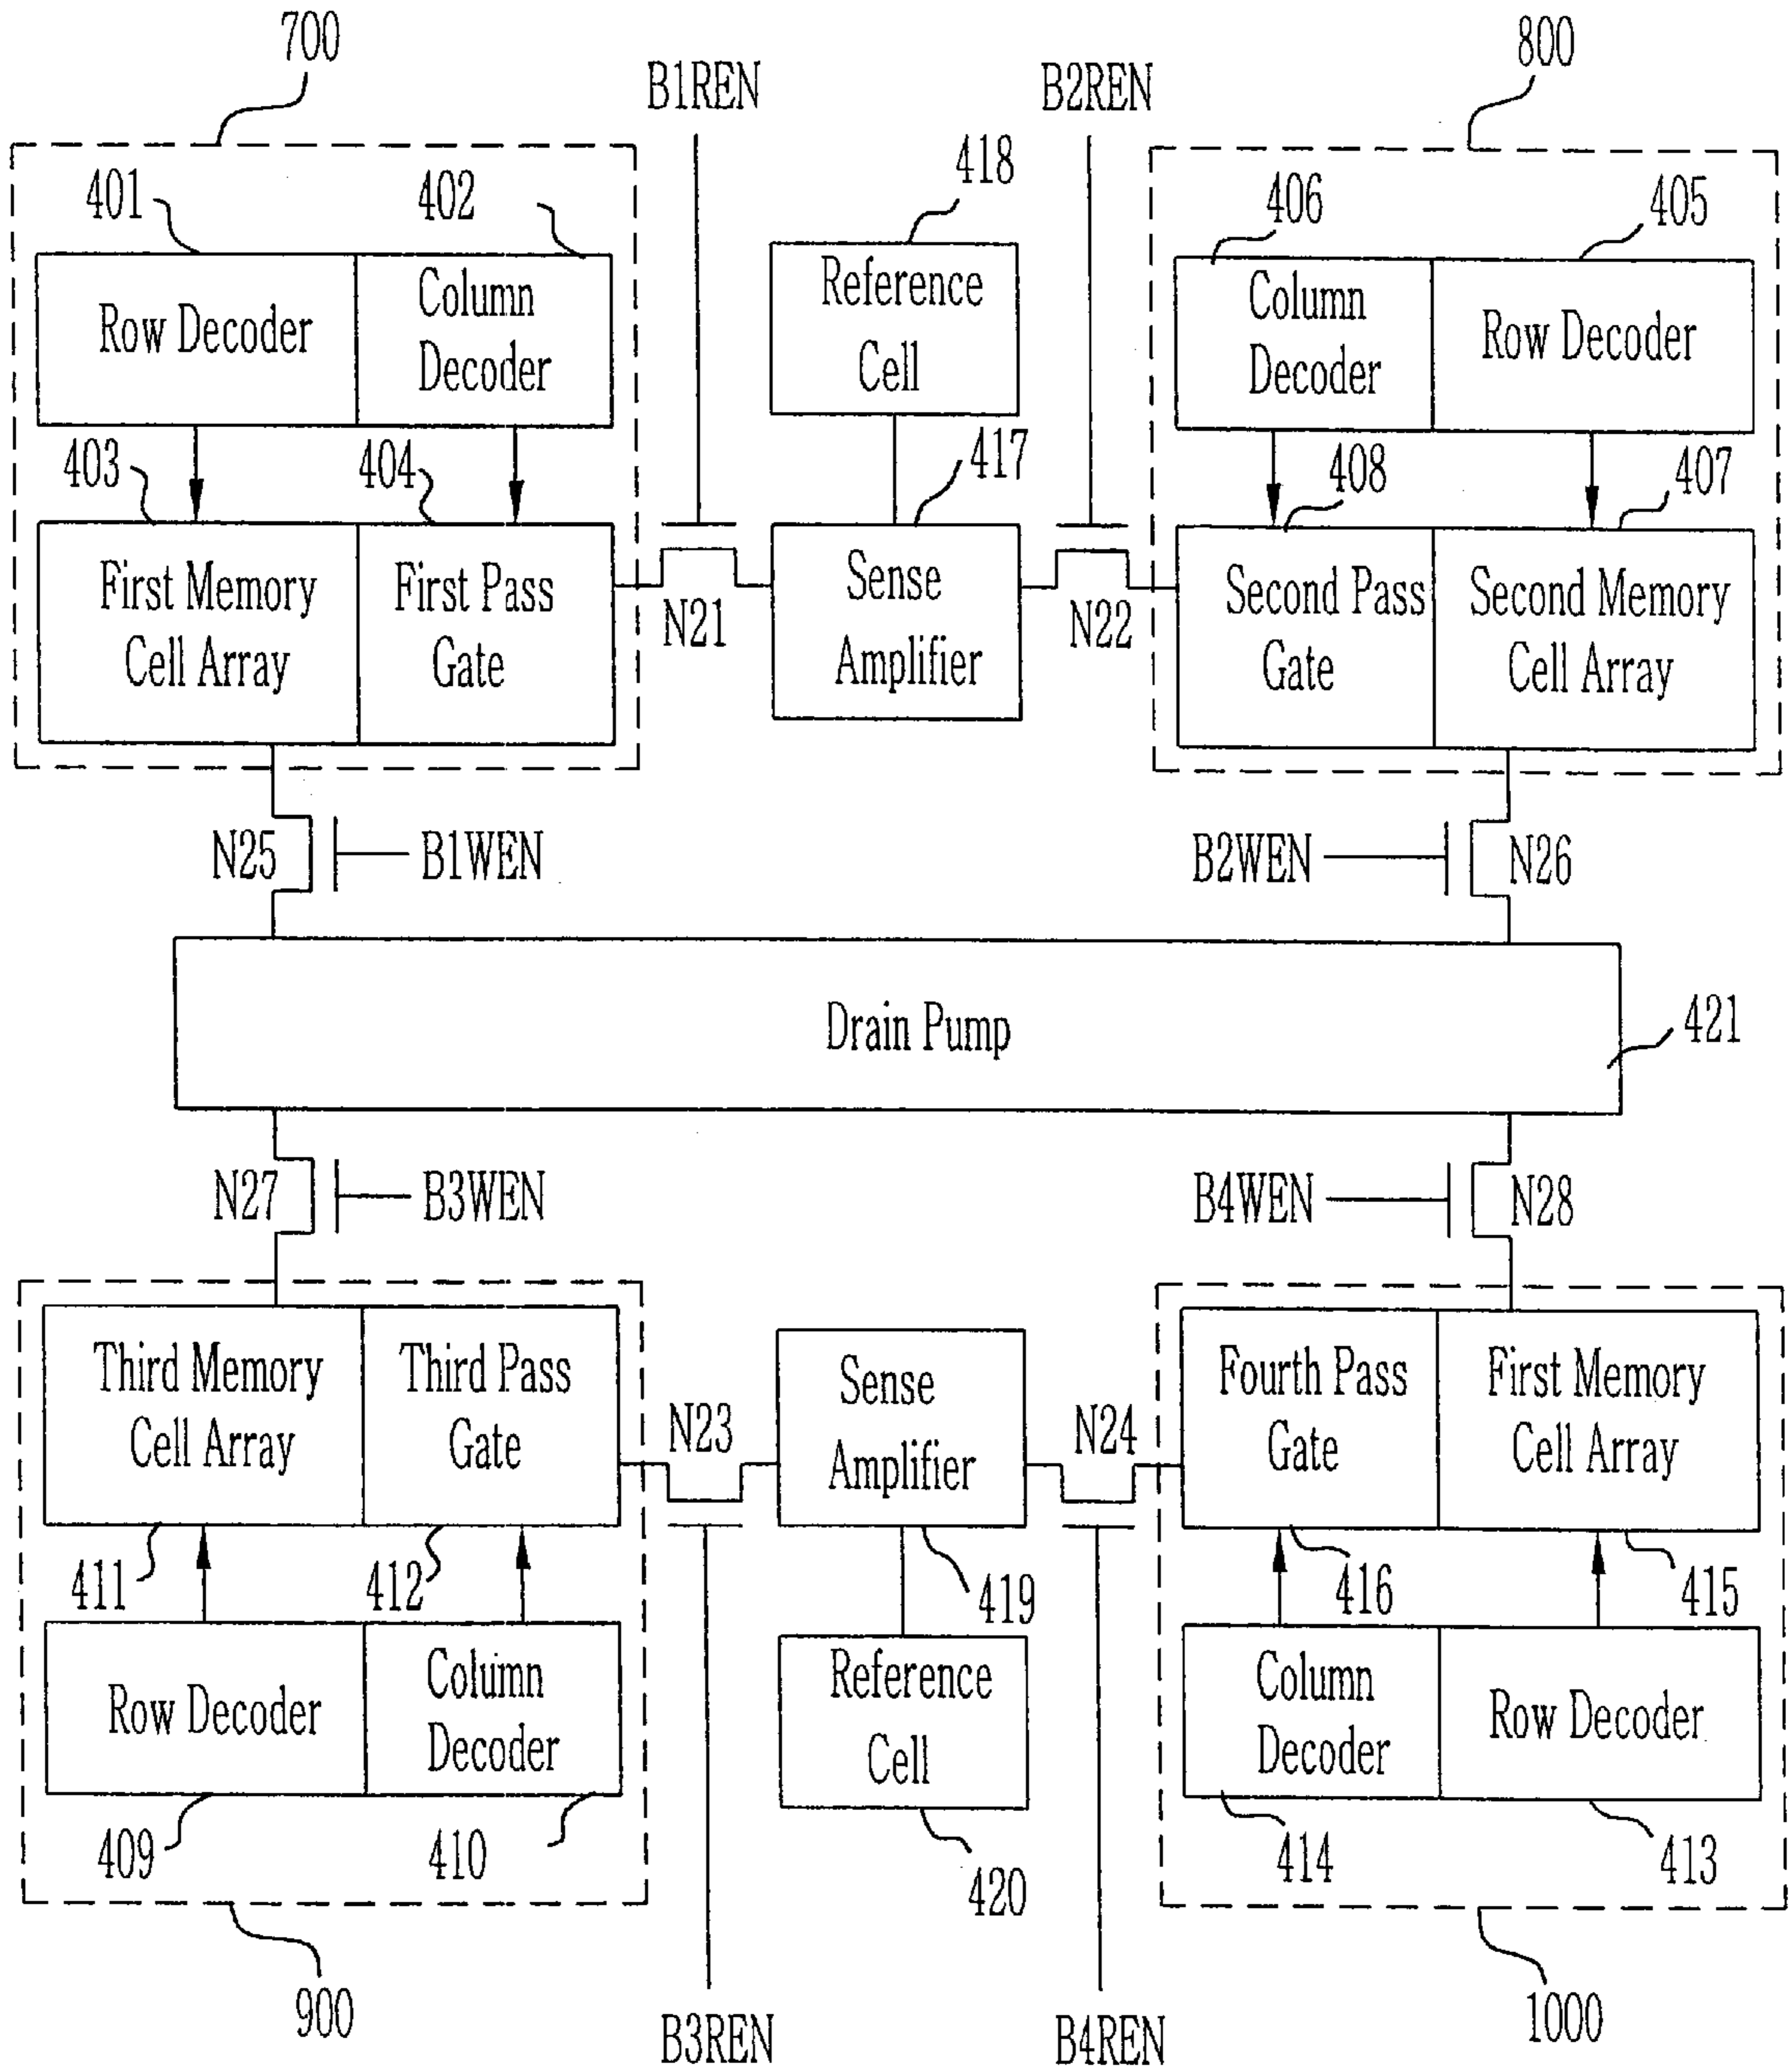 700
800
B1REN
B2REN
418
401
402
406
405
Row Decoder
Column
Decoder
Reference
Cell
Column
Decoder
Row Decoder
403
404
417
408
407
First Memory
Cell Array
First Pass
Gate
N21
Sense
Amplifier
N22
Second Pass
Gate
Second Memory
Cell Array
N25
B1WEN
B2WEN
N26
Drain Pump
421
N27
B3WEN
B4WEN
N28
Third Memory
Cell Array
Third Pass
Gate
N23
Sense
Amplifier
N24
Fourth Pass
Gate
First Memory
Cell Array
411
412
419
416
415
Row Decoder
Column
Decoder
Reference
Cell
Column
Decoder
Row Decoder
409
410
420
414
413
900
1000
B3REN
B4REN